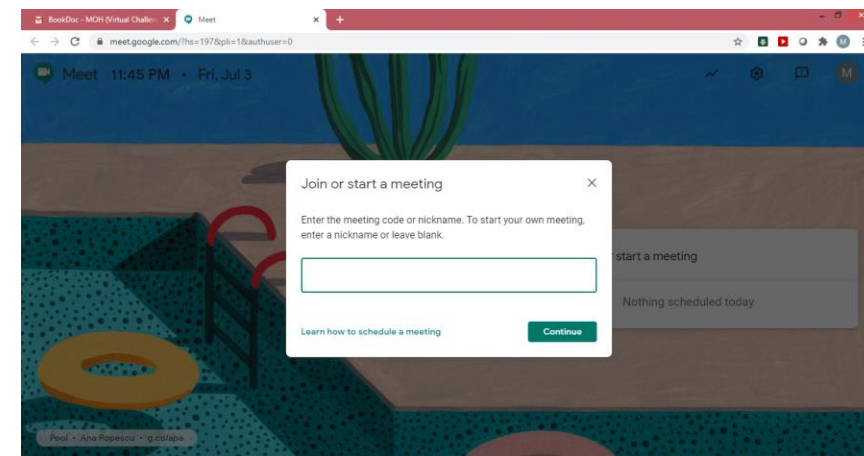 BookDoc - MOH (Virtual Challen
Meet
meet.google.com/?hs=197&pli=1&authuser=0
M
Meet 11:45 PM • Fri, Jul 3
M
Join or start a meeting
Enter the meeting code or nickname. To start your own meeting,
enter a nickname or leave blank.
start a meeting
Nothing scheduled today
Learn how to schedule a meeting
Continue
Pool • Ana Popescu • g.co/apa